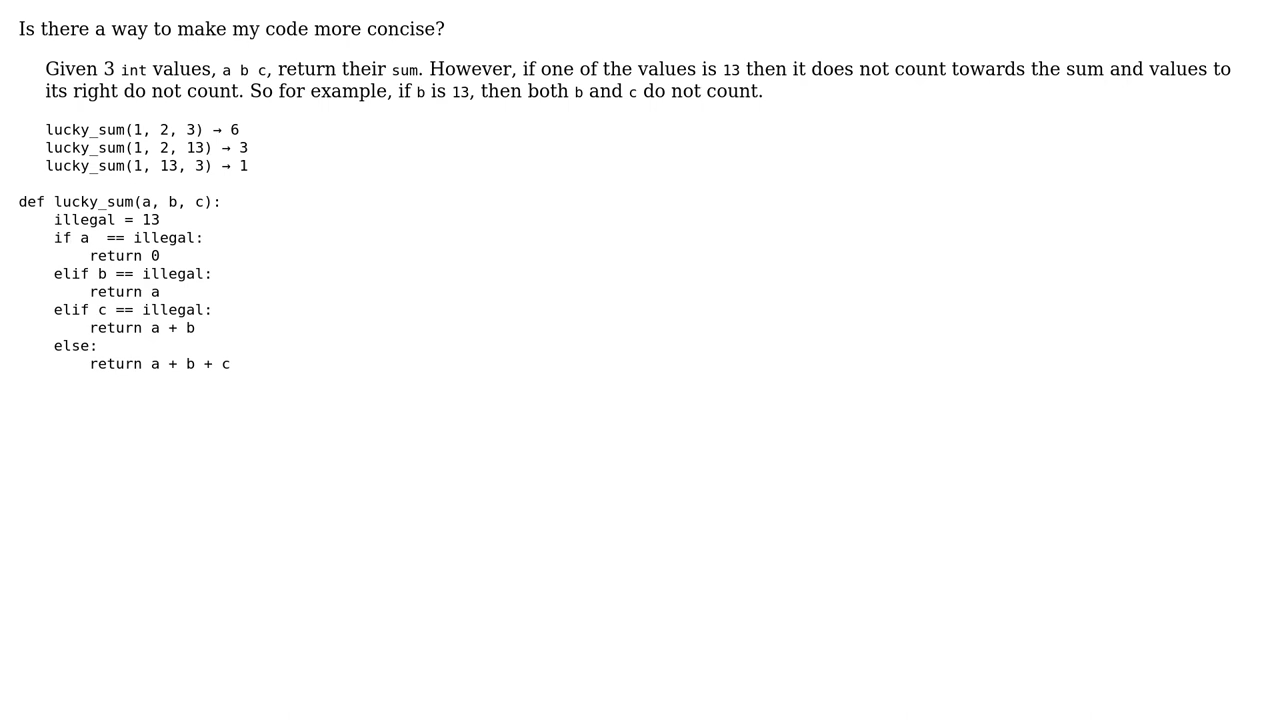 Is there a way to make my code more concise?
Given 3 int values, a b c, return their sum. However, if one of the values is 13 then it does not count towards the sum and values to
its right do not count. So for example, if b is 13, then both b and c do not count.
lucky_sum(1, 2, 3) → 6
lucky_sum(1, 2, 13) → 3
lucky_sum(1, 13, 3) → 1
def lucky_sum(a, b, c):
    illegal = 13
    if a  == illegal:
        return 0
    elif b == illegal:
        return a
    elif c == illegal:
        return a + b
    else:
        return a + b + c